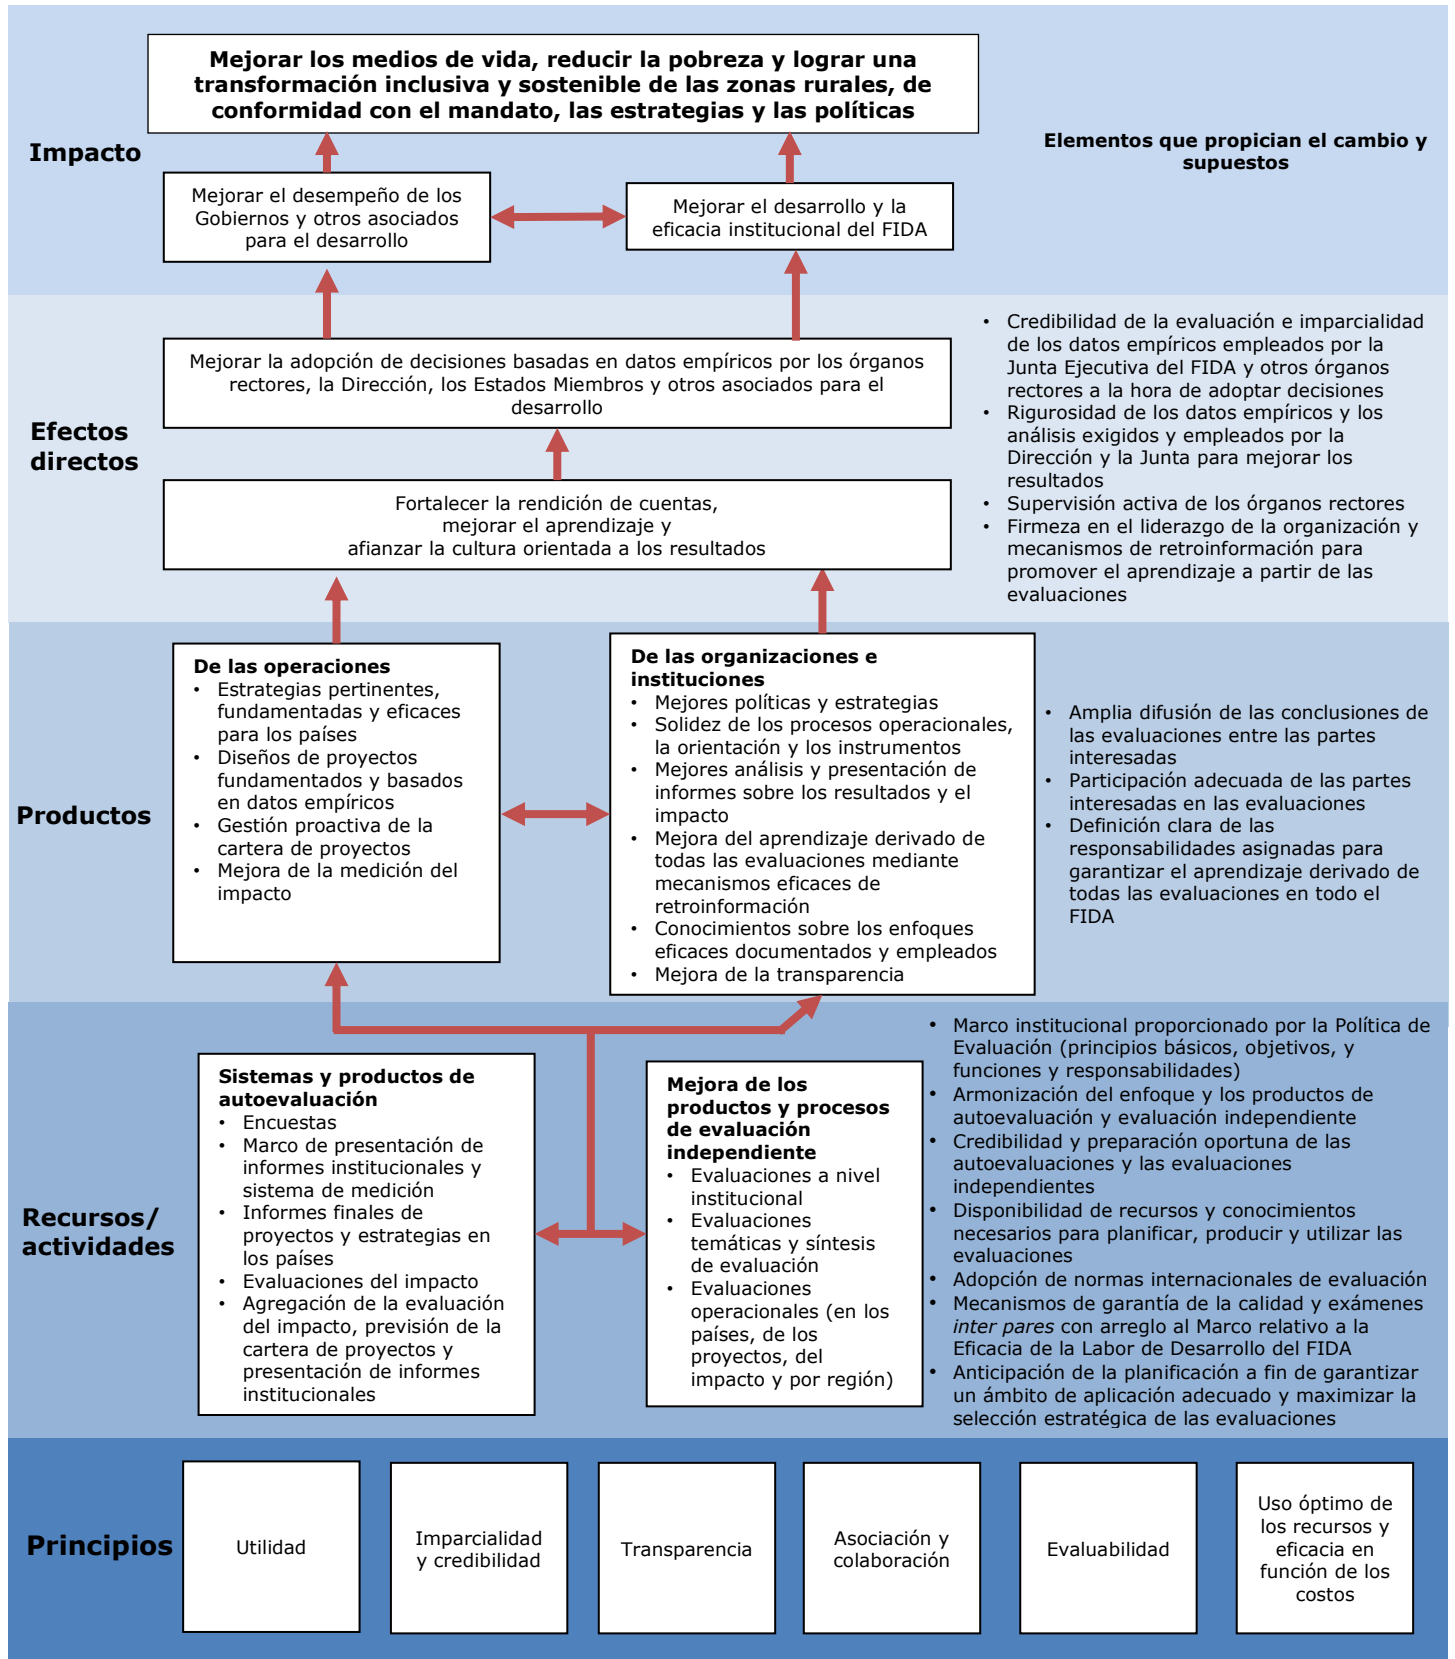 Mejorar los medios de vida, reducir la pobreza y lograr una
transformación inclusiva y sostenible de las zonas rurales, de
conformidad con el mandato, las estrategias y las políticas
Impacto
Elementos que propician el cambio y
supuestos
Mejorar el desempeño de los
Gobiernos y otros asociados
para el desarrollo
Mejorar el desarrollo y la
eficacia institucional del FIDA
Efectos
directos
Mejorar la adopción de decisiones basadas en datos empíricos por los órganos
rectores, la Dirección, los Estados Miembros y otros asociados para el
desarrollo
Fortalecer la rendición de cuentas,
mejorar el aprendizaje y
afianzar la cultura orientada a los resultados
• Credibilidad de la evaluación e imparcialidad
de los datos empíricos empleados por la
Junta Ejecutiva del FIDA y otros órganos
rectores a la hora de adoptar decisiones
• Rigurosidad de los datos empíricos y los
análisis exigidos y empleados por la
Dirección y la Junta para mejorar los
resultados
• Supervisión activa de los órganos rectores
• Firmeza en el liderazgo de la organización y
mecanismos de retroinformación para
promover el aprendizaje a partir de las
evaluaciones
Productos
De las operaciones
• Estrategias pertinentes,
fundamentadas y eficaces
para los países
• Diseños de proyectos
fundamentados y basados
en datos empíricos
• Gestión proactiva de la
cartera de proyectos
• Mejora de la medición del
impacto
De las organizaciones e
instituciones
• Mejores políticas y estrategias
• Solidez de los procesos operacionales,
la orientación y los instrumentos
• Mejores análisis y presentación de
informes sobre los resultados y el
impacto
• Mejora del aprendizaje derivado de
todas las evaluaciones mediante
mecanismos eficaces de
retroinformación
• Conocimientos sobre los enfoques
eficaces documentados y empleados
• Mejora de la transparencia
• Amplia difusión de las conclusiones de
las evaluaciones entre las partes
interesadas
• Participación adecuada de las partes
interesadas en las evaluaciones
• Definición clara de las
responsabilidades asignadas para
garantizar el aprendizaje derivado de
todas las evaluaciones en todo el
FIDA
Recursos/
actividades
Sistemas y productos de
autoevaluación
• Encuestas
• Marco de presentación de
informes institucionales y
sistema de medición
• Informes finales de
proyectos y estrategias en
los países
• Evaluaciones del impacto
• Agregación de la evaluación
del impacto, previsión de la
cartera de proyectos y
presentación de informes
institucionales
Mejora de los
productos y procesos
de evaluación
independiente
• Evaluaciones a nivel
institucional
• Evaluaciones
temáticas y síntesis
de evaluación
• Evaluaciones
operacionales (en los
países, de los
proyectos, del
impacto y por región)
• Marco institucional proporcionado por la Política de
Evaluación (principios básicos, objetivos, y
funciones y responsabilidades)
• Armonización del enfoque y los productos de
autoevaluación y evaluación independiente
• Credibilidad y preparación oportuna de las
autoevaluaciones y las evaluaciones
independientes
• Disponibilidad de recursos y conocimientos
necesarios para planificar, producir y utilizar las
evaluaciones
• Adopción de normas internacionales de evaluación
• Mecanismos de garantía de la calidad y exámenes
inter pares con arreglo al Marco relativo a la
Eficacia de la Labor de Desarrollo del FIDA
• Anticipación de la planificación a fin de garantizar
un ámbito de aplicación adecuado y maximizar la
selección estratégica de las evaluaciones
Principios
Utilidad
Imparcialidad
y credibilidad
Transparencia
Asociación y
colaboración
Evaluabilidad
Uso óptimo de
los recursos y
eficacia en
función de los
costos